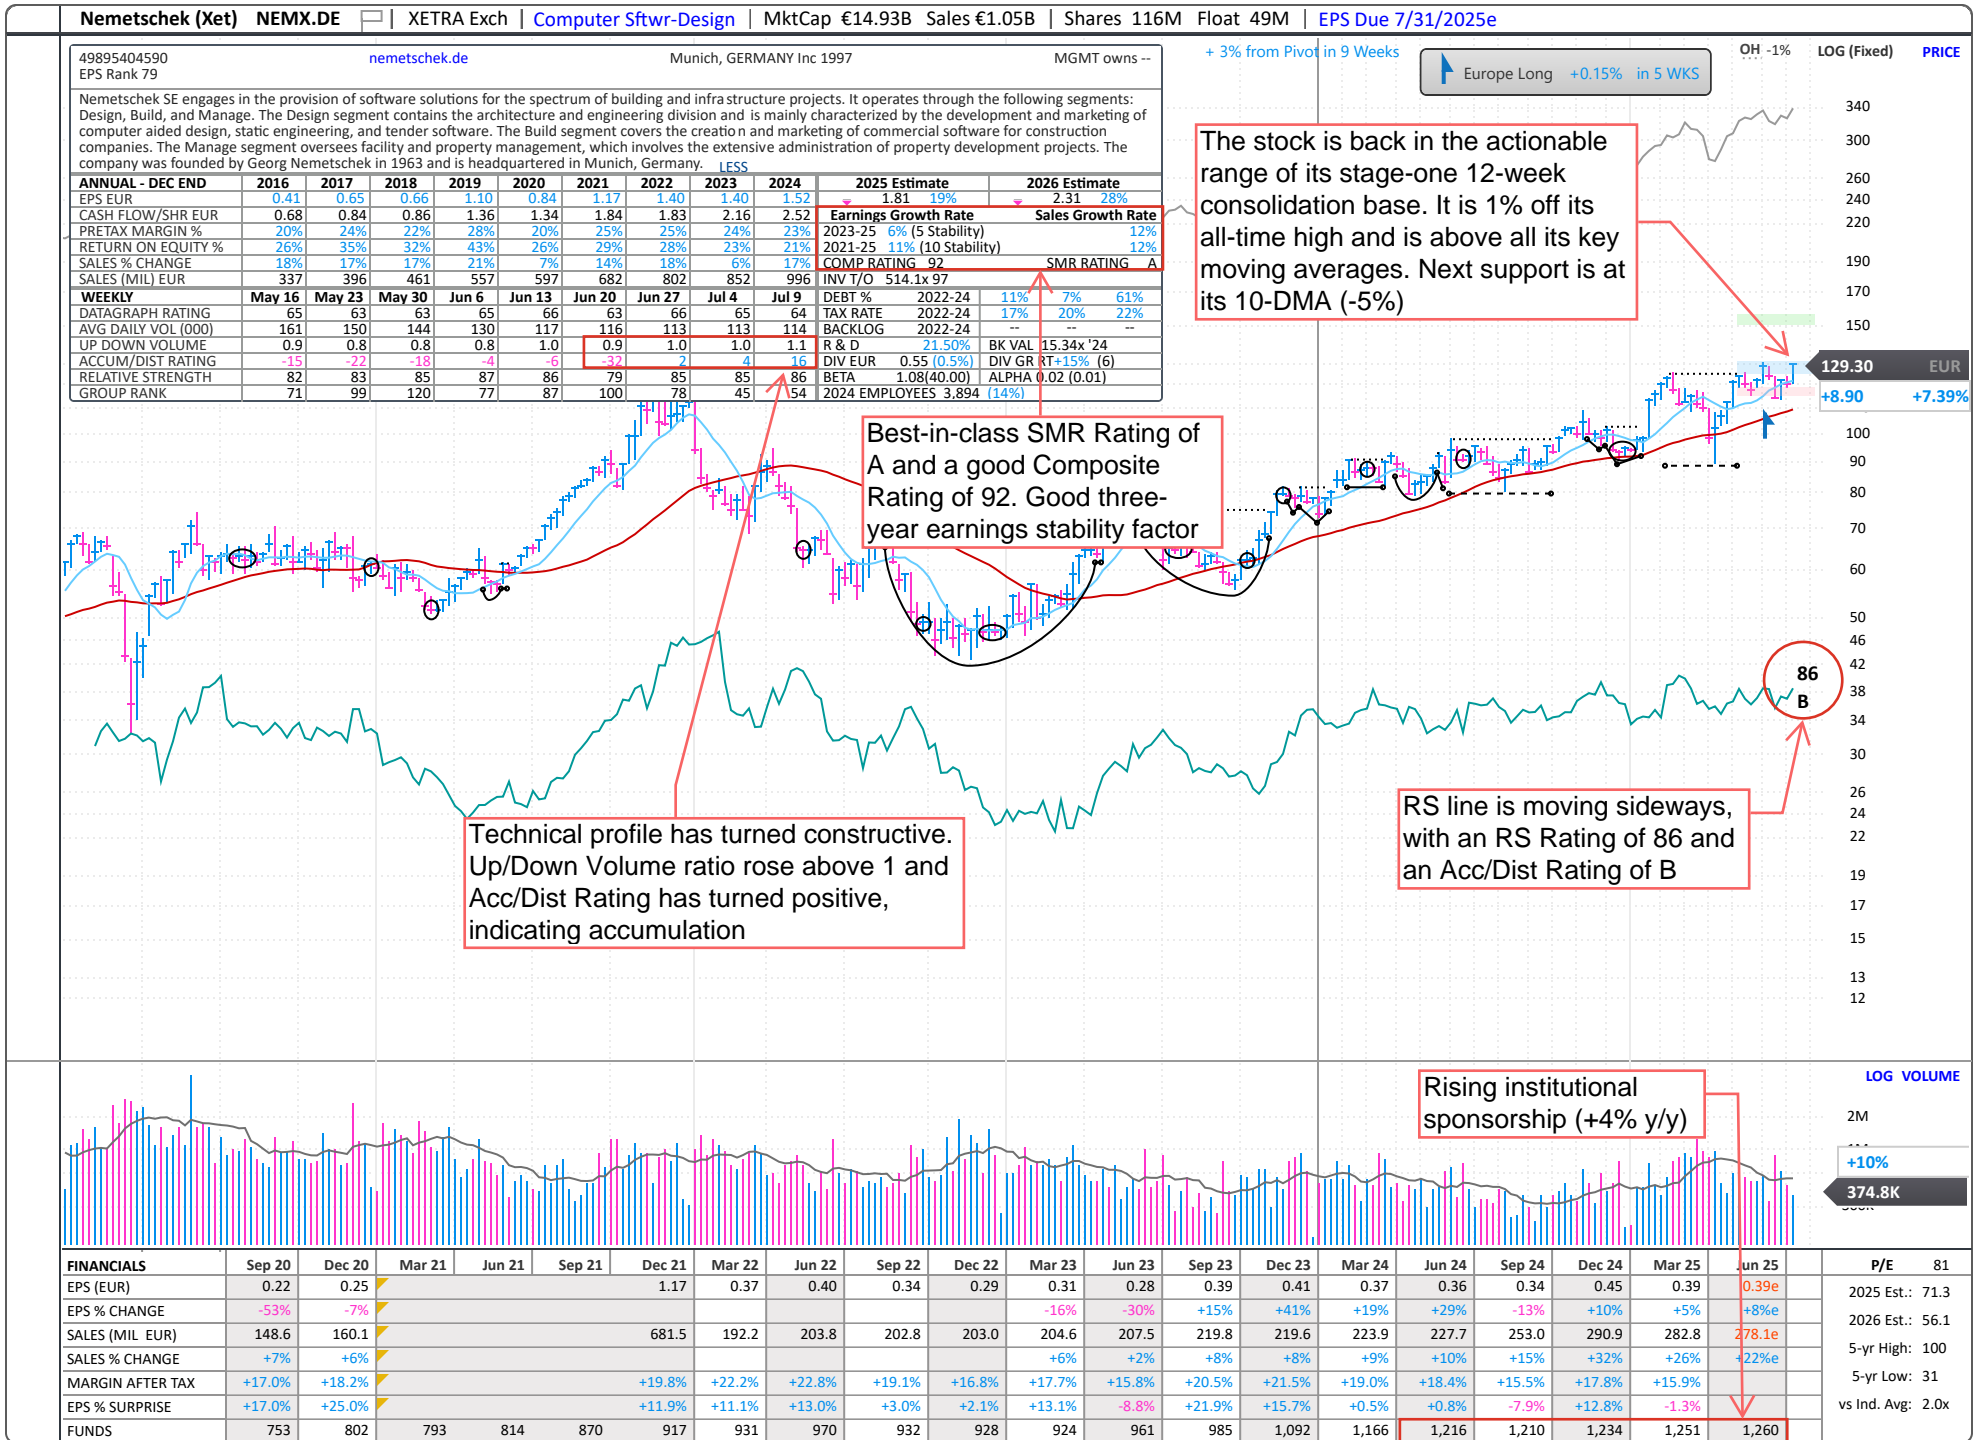 Nemetschek (Xet) NEMX.DE | XETRA Exch | Computer Sftwr-Design | MktCap €14.93B Sales €1.05B | Shares 116M Float 49M | EPS Due 7/31/2025e
49895404590 nemetschek.de Munich, GERMANY Inc 1997 MGMT owns --
EPS Rank 79
Nemetschek SE engages in the provision of software solutions for the spectrum of building and infrastructure projects. It operates through the following segments:
Design, Build, and Manage. The Design segment contains the architecture and engineering division and is mainly characterized by the development and marketing of
computer aided design, static engineering, and tender software. The Build segment covers the creation and marketing of commercial software for construction
companies. The Manage segment oversees facility and property management, which involves the extensive administration of property development projects. The
company was founded by Georg Nemetschek in 1963 and is headquartered in Munich, Germany. LESS
ANNUAL - DEC END 2016 2017 2018 2019 2020 2021 2022 2023 2024 2025 Estimate 2026 Estimate
EPS EUR 0.41 0.65 0.66 1.10 0.84 1.17 1.40 1.40 1.52 1.81 19% 2.31 28%
CASH FLOW/SHR EUR 0.68 0.84 0.86 1.36 1.34 1.84 1.83 2.16 2.52 Earnings Growth Rate Sales Growth Rate
PRETAX MARGIN % 20% 24% 22% 28% 20% 25% 25% 24% 23% 2023-25 6% (5 Stability) 12%
RETURN ON EQUITY % 26% 35% 32% 43% 26% 29% 28% 23% 21% 2021-25 11% (10 Stability) 12%
SALES % CHANGE 18% 17% 17% 21% 7% 14% 18% 6% 17% COMP RATING 92 SMR RATING A
SALES (MIL) EUR 337 396 461 557 597 682 802 852 996 INV T/O 514.1x 97
WEEKLY May 16 May 23 May 30 Jun 6 Jun 13 Jun 20 Jun 27 Jul 4 Jul 9 DEBT % 2022-24 11% 7% 61%
DATAGRAPH RATING 65 63 63 65 66 63 66 65 64 TAX RATE 2022-24 17% 20% 22%
AVG DAILY VOL (000) 161 150 144 130 117 116 113 113 114 BACKLOG 2022-24 -- -- --
UP DOWN VOLUME 0.9 0.8 0.8 0.8 1.0 0.9 1.0 1.0 1.1 R & D 21.50% BK VAL 15.34x '24
ACCUM/DIST RATING -15 -22 -18 -4 -6 -32 2 4 16 DIV EUR 0.55 (0.5%) DIV GR RT +15% (6)
RELATIVE STRENGTH 82 83 85 87 86 79 85 85 86 BETA 1.08(40.00) ALPHA 0.02 (0.01)
GROUP RANK 71 99 120 77 87 100 78 45 54 2024 EMPLOYEES 3,894 (14%)
+ 3% from Pivot in 9 Weeks
Europe Long +0.15% in 5 WKS
OH -1% LOG (Fixed) PRICE
The stock is back in the actionable
range of its stage-one 12-week
consolidation base. It is 1% off its
all-time high and is above all its key
moving averages. Next support is at
its 10-DMA (-5%)
340
300
260
240
220
190
170
150
129.30 EUR
+8.90 +7.39%
100
90
80
70
60
50
46
42
38
34
30
26
24
22
19
17
15
13
12
Best-in-class SMR Rating of
A and a good Composite
Rating of 92. Good three-
year earnings stability factor
86
B
RS line is moving sideways,
with an RS Rating of 86 and
an Acc/Dist Rating of B
Technical profile has turned constructive.
Up/Down Volume ratio rose above 1 and
Acc/Dist Rating has turned positive,
indicating accumulation
Rising institutional
sponsorship (+4% y/y)
LOG VOLUME
2M
+10%
374.8K
FINANCIALS Sep 20 Dec 20 Mar 21 Jun 21 Sep 21 Dec 21 Mar 22 Jun 22 Sep 22 Dec 22 Mar 23 Jun 23 Sep 23 Dec 23 Mar 24 Jun 24 Sep 24 Dec 24 Mar 25 Jun 25 P/E 81
EPS (EUR) 0.22 0.25 1.17 0.37 0.40 0.34 0.29 0.31 0.28 0.39 0.41 0.37 0.36 0.34 0.45 0.39 0.39e
2025 Est.: 71.3
EPS % CHANGE -53% -7% -16% -30% +15% +41% +19% +29% -13% +10% +5% +8%e
2026 Est.: 56.1
SALES (MIL EUR) 148.6 160.1 681.5 192.2 203.8 202.8 203.0 204.6 207.5 219.8 219.6 223.9 227.7 253.0 290.9 282.8 278.1e
5-yr High: 100
SALES % CHANGE +7% +6% +6% +2% +8% +8% +9% +10% +15% +32% +26% +22%e
5-yr Low: 31
MARGIN AFTER TAX +17.0% +18.2% +19.8% +22.2% +22.8% +19.1% +16.8% +17.7% +15.8% +20.5% +21.5% +19.0% +18.4% +15.5% +17.8% +15.9%
EPS % SURPRISE +17.0% +25.0% +11.9% +11.1% +13.0% +3.0% +2.1% +13.1% -8.8% +21.9% +15.7% +0.5% +0.8% -7.9% +12.8% -1.3%
vs Ind. Avg: 2.0x
FUNDS 753 802 793 814 870 917 931 970 932 928 924 961 985 1,092 1,166 1,216 1,210 1,234 1,251 1,260